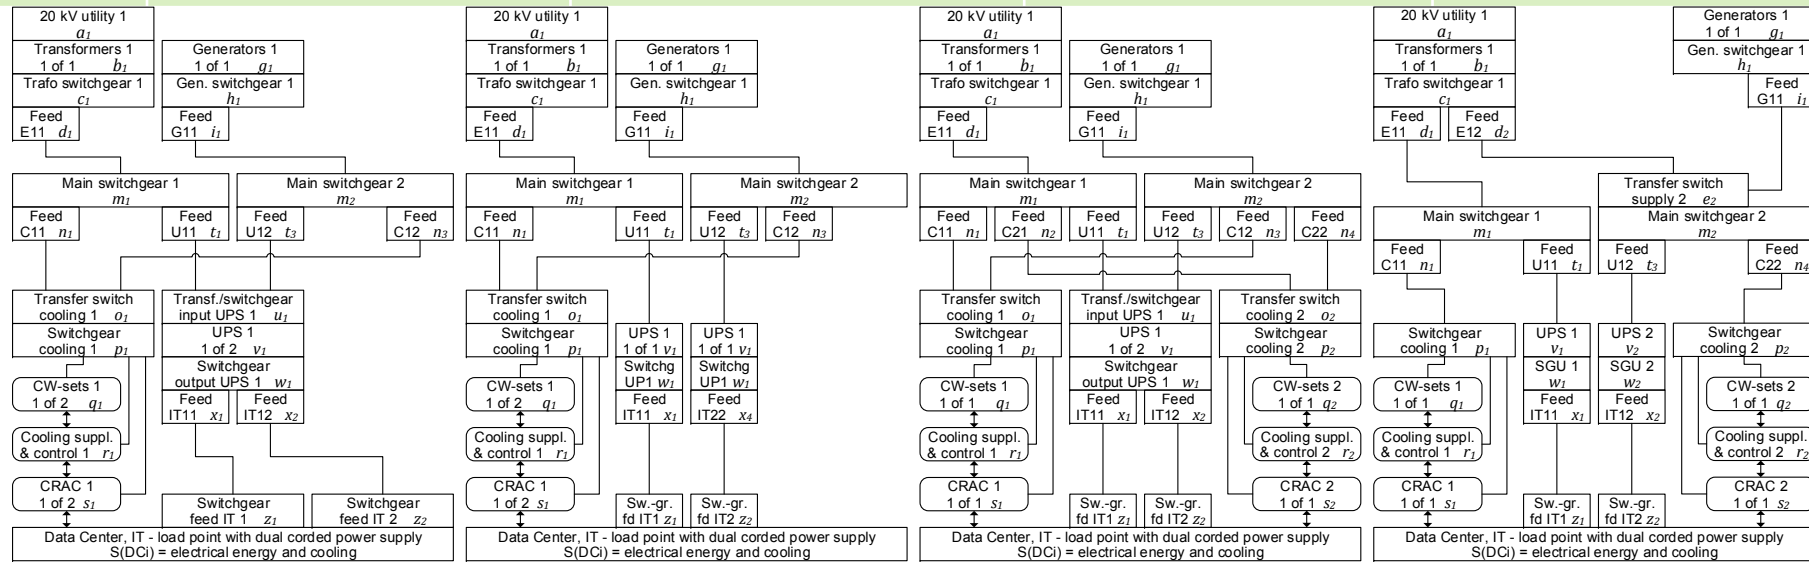 20 kV utility 1
a1
Transformers 1
1 of 1 b1
Trafo switchgear 1
c1
Feed
E11 d1
Generators 1
1 of 1 g1
Gen. switchgear 1
h1
Feed
G11 i1
Main switchgear 1
m1
Main switchgear 2
m2
Feed
C11 n1
Feed
U11 t1
Feed
U12 t3
Feed
C12 n3
Transfer switch
cooling 1 o1
Switchgear
cooling 1 p1
CW-sets 1
1 of 2 q1
Cooling suppl.
& control 1 r1
CRAC 1
1 of 2 s1
Transf./switchgear
input UPS 1 u1
UPS 1
1 of 2 v1
Switchgear
output UPS 1 w1
Feed
IT11 x1
Feed
IT12 x2
Switchgear
feed IT 1 z1
Switchgear
feed IT 2 z2
Data Center, IT - load point with dual corded power supply
S(DCi) = electrical energy and cooling
20 kV utility 1
a1
Transformers 1
1 of 1 b1
Trafo switchgear 1
c1
Feed
E11 d1
Generators 1
1 of 1 g1
Gen. switchgear 1
h1
Feed
G11 i1
Main switchgear 1
m1
Main switchgear 2
m2
Feed
C11 n1
Feed
U11 t1
Feed
U12 t3
Feed
C12 n3
Transfer switch
cooling 1 o1
Switchgear
cooling 1 p1
CW-sets 1
1 of 2 q1
Cooling suppl.
& control 1 r1
CRAC 1
1 of 2 s1
UPS 1
1 of 1 v1
Switchg
UP1 w1
Feed
IT11 x1
UPS 1
1 of 1 v1
Switchg
UP1 w1
Feed
IT22 x4
Sw.-gr.
fd IT1 z1
Sw.-gr.
fd IT2 z2
Data Center, IT - load point with dual corded power supply
S(DCi) = electrical energy and cooling
20 kV utility 1
a1
Transformers 1
1 of 1 b1
Trafo switchgear 1
c1
Feed
E11 d1
Generators 1
1 of 1 g1
Gen. switchgear 1
h1
Feed
G11 i1
Main switchgear 1
m1
Main switchgear 2
m2
Feed
C11 n1
Feed
C21 n2
Feed
U11 t1
Feed
U12 t3
Feed
C12 n3
Feed
C22 n4
Transfer switch
cooling 1 o1
Switchgear
cooling 1 p1
CW-sets 1
1 of 1 q1
Cooling suppl.
& control 1 r1
CRAC 1
1 of 1 s1
Transf./switchgear
input UPS 1 u1
UPS 1
1 of 2 v1
Switchgear
output UPS 1 w1
Feed
IT11 x1
Feed
IT12 x2
Sw.-gr.
fd IT1 z1
Sw.-gr.
fd IT2 z2
Transfer switch
cooling 2 o2
Switchgear
cooling 2 p2
CW-sets 2
1 of 1 q2
Cooling suppl.
& control 2 r2
CRAC 2
1 of 1 s2
Data Center, IT - load point with dual corded power supply
S(DCi) = electrical energy and cooling
20 kV utility 1
a1
Transformers 1
1 of 1 b1
Trafo switchgear 1
c1
Feed
E11 d1
Feed
E12 d2
Generators 1
1 of 1 g1
Gen. switchgear 1
h1
Feed
G11 i1
Transfer switch
supply 2 e2
Main switchgear 1
m1
Main switchgear 2
m2
Feed
C11 n1
Feed
U11 t1
Feed
U12 t3
Feed
C22 n4
Switchgear
cooling 1 p1
CW-sets 1
1 of 1 q1
Cooling suppl.
& control 1 r1
CRAC 1
1 of 1 s1
UPS 1
v1
SGU 1
w1
Feed
IT11 x1
UPS 2
v2
SGU 2
w2
Feed
IT12 x2
Sw.-gr.
fd IT1 z1
Sw.-gr.
fd IT2 z2
Switchgear
cooling 2 p2
CW-sets 2
1 of 1 q2
Cooling suppl.
& control 2 r2
CRAC 2
1 of 1 s2
Data Center, IT - load point with dual corded power supply
S(DCi) = electrical energy and cooling